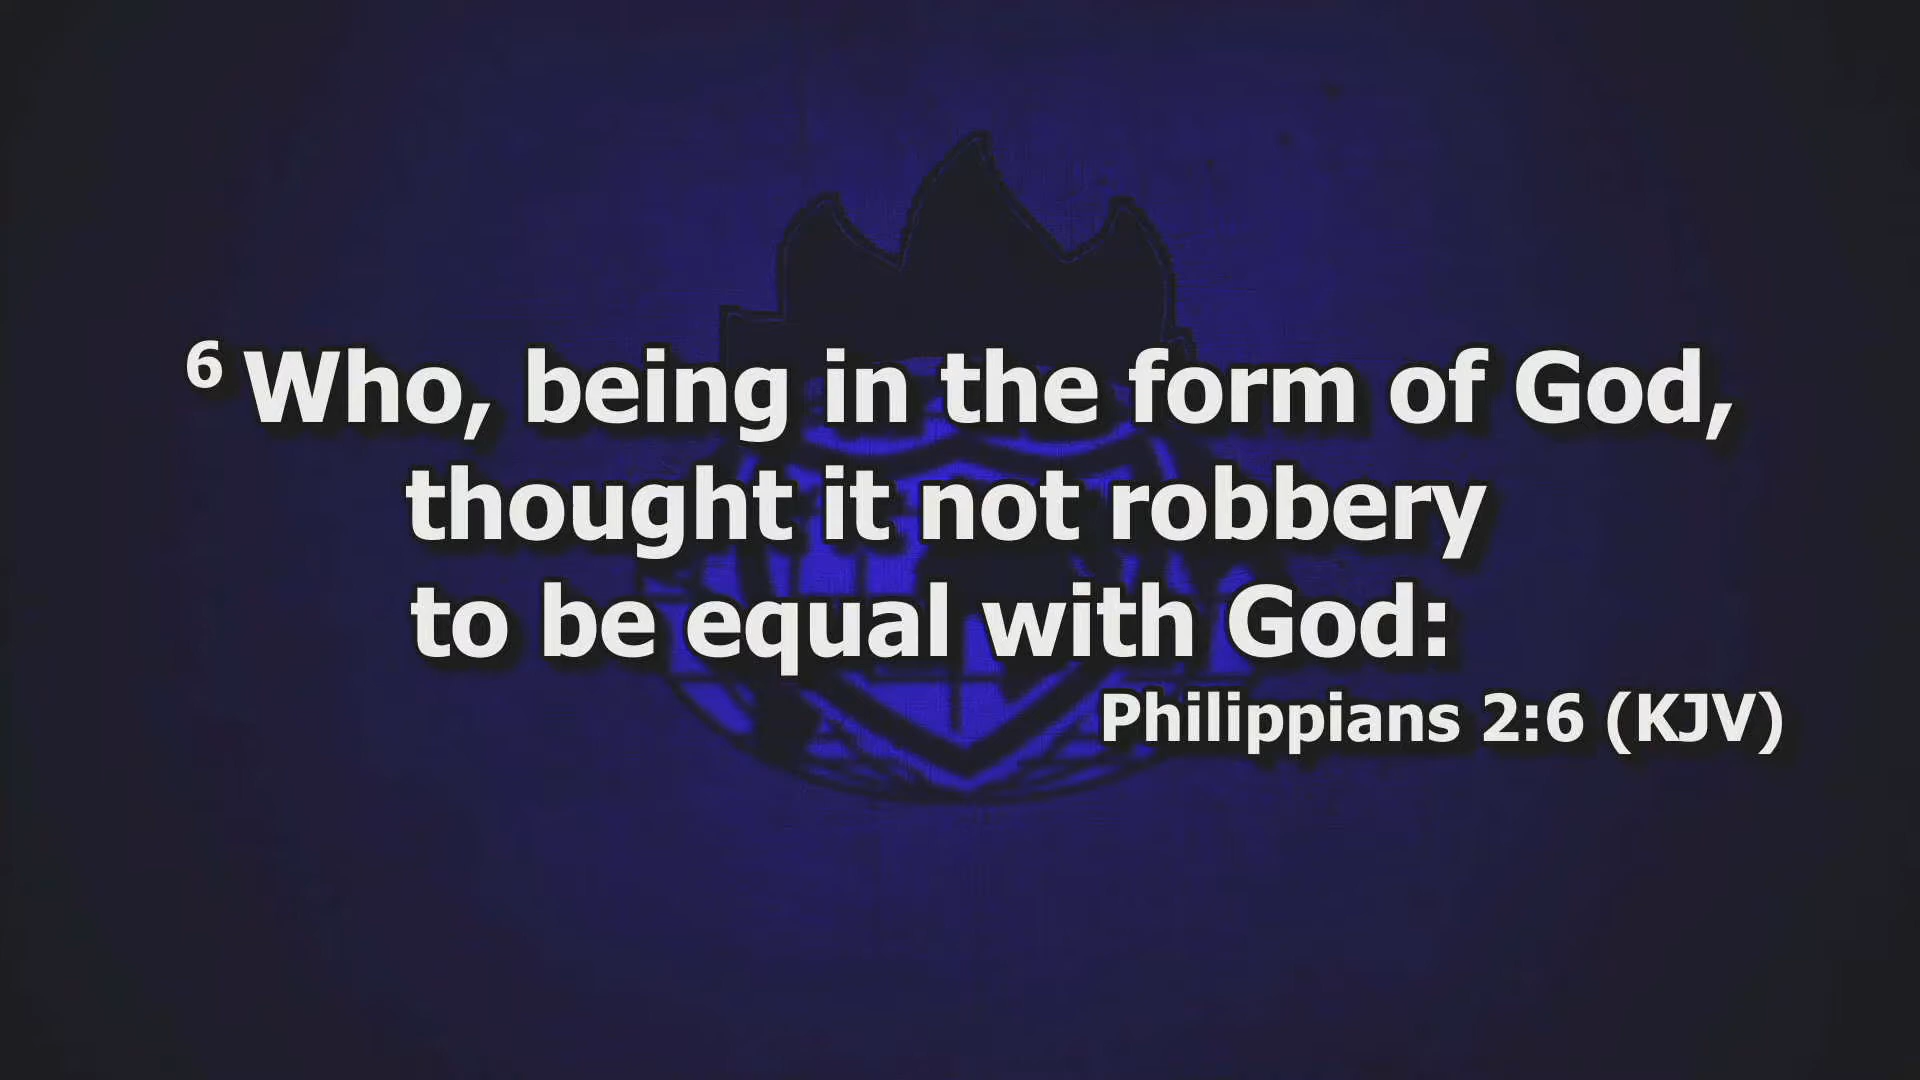 6 Who, being in the form of God,
thought it not robbery
to be equal with God:
Philippians 2:6 (KJV)